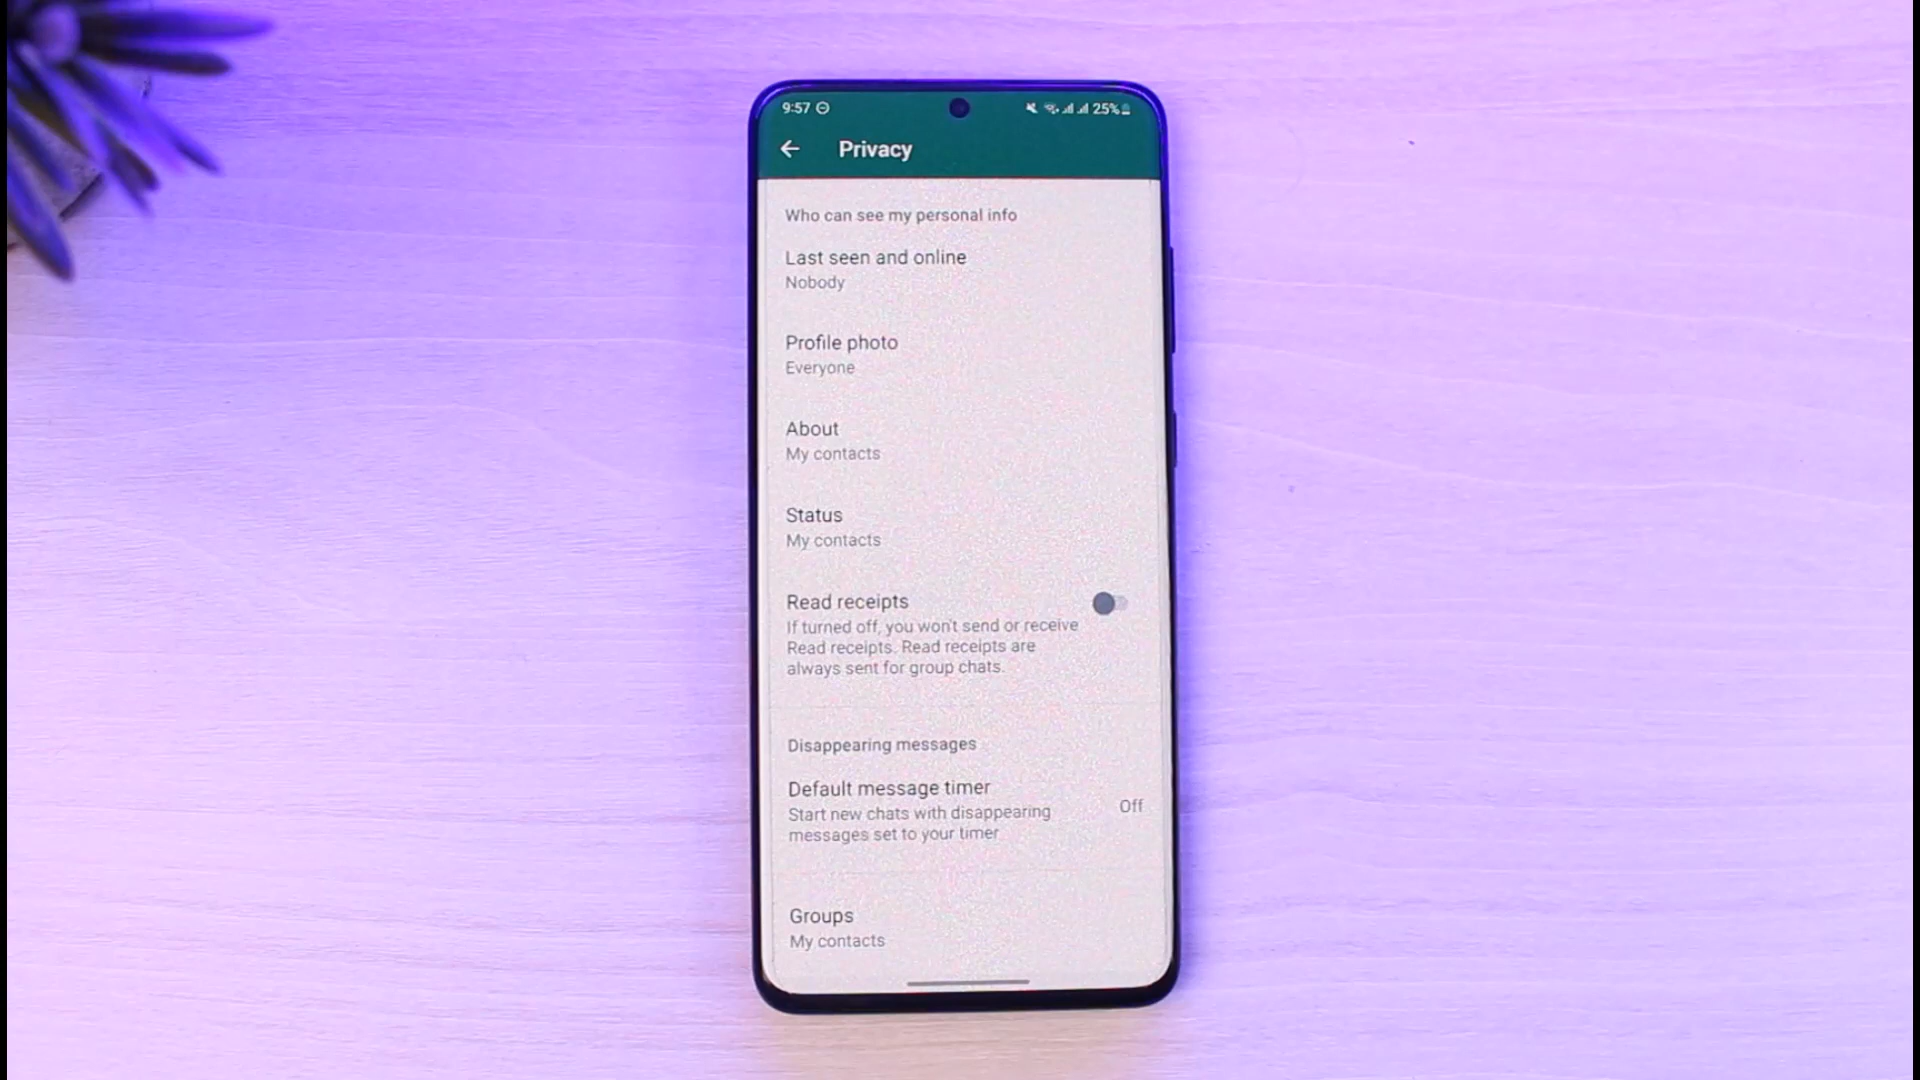 9:57 25%
Privacy
Who can see my personal info
Last seen and online
Nobody
Profile photo
Everyone
About
My contacts
Status
My contacts
Read receipts
If turned off, you won't send or receive
Read receipts. Read receipts are
always sent for group chats.
Disappearing messages
Default message timer
Start new chats with disappearing
messages set to your timer
Off
Groups
My contacts